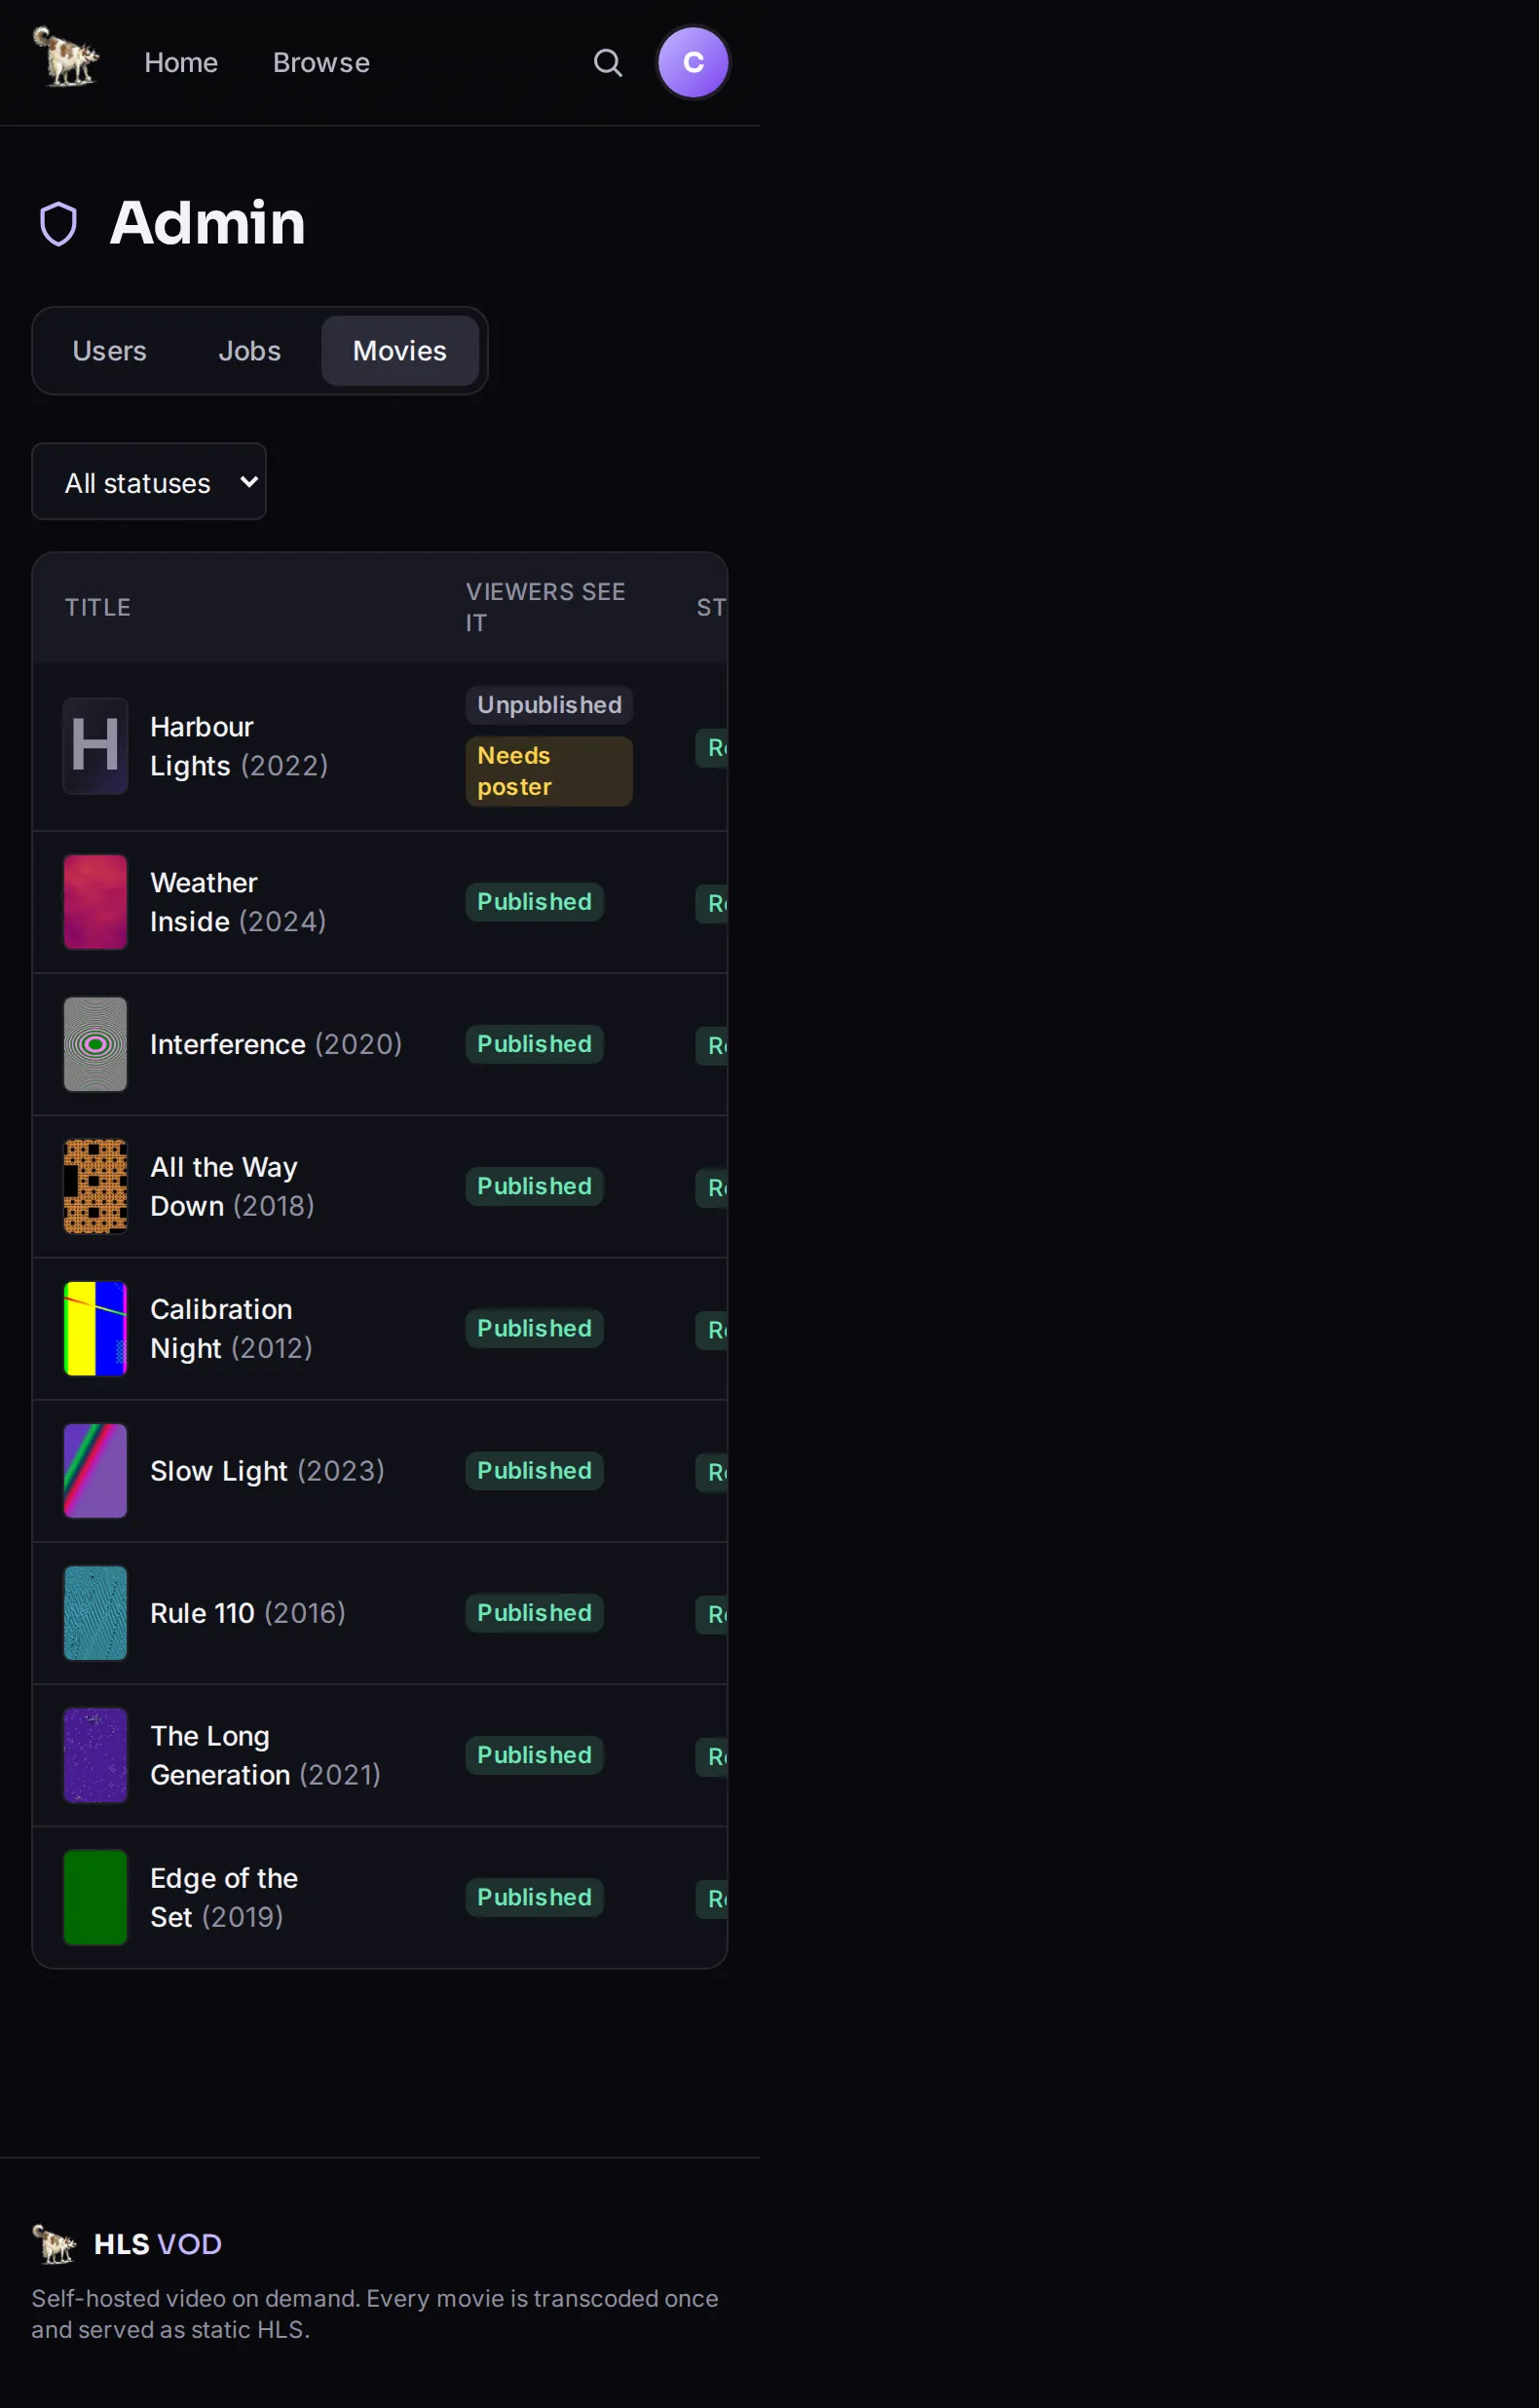 Home Browse C
Admin
Users Jobs Movies
All statuses
TITLE VIEWERS SEE
IT
H Harbour
Lights (2022)
Unpublished
Needs
poster
Weather
Inside (2024)
Published
Interference (2020) Published
All the Way
Down (2018)
Published
Calibration
Night (2012)
Published
Slow Light (2023) Published
Rule 110 (2016) Published
The Long
Generation (2021)
Published
Edge of the
Set (2019)
Published
HLS VOD
Self-hosted video on demand. Every movie is transcoded once
and served as static HLS.